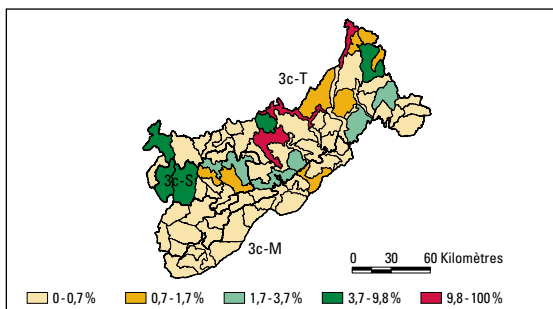 3c-T
3c-S
3c-M
0 30 60 Kilomètres
0 - 0,7 % 0,7 - 1,7 % 1,7 - 3,7 % 3,7 - 9,8 % 9,8 - 100 %